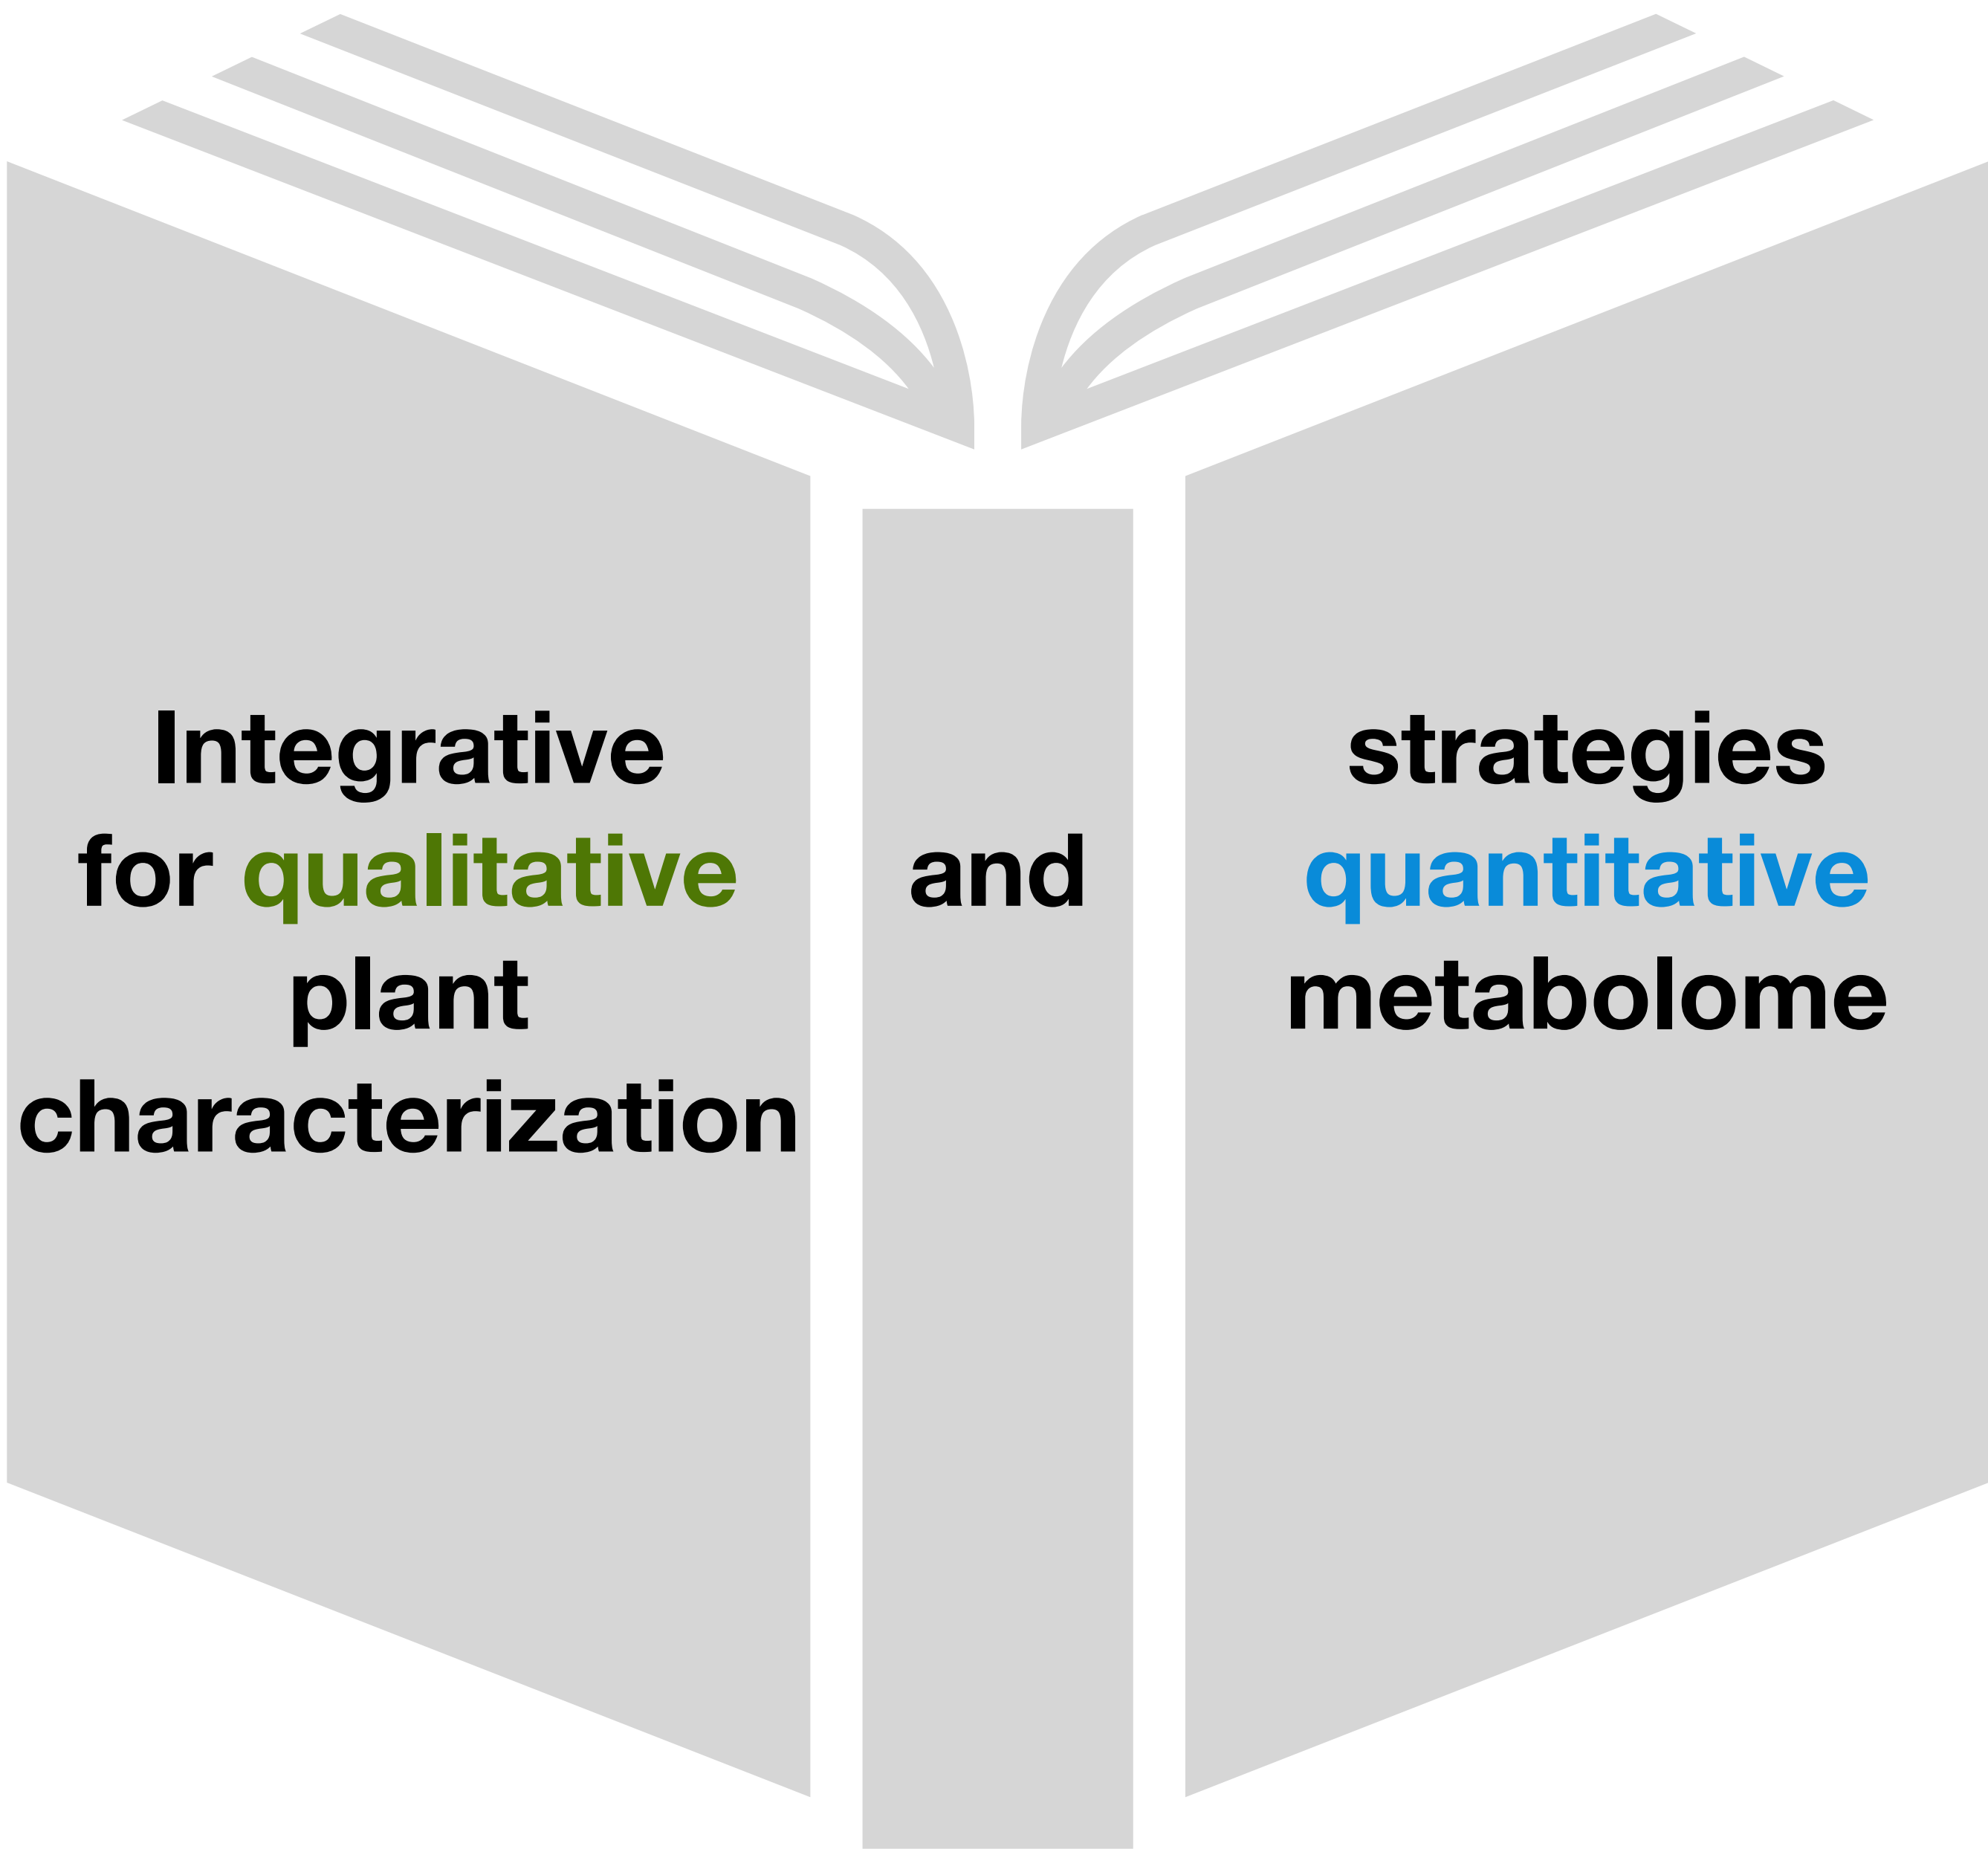 Integrative strategies
for qualitative and quantitative
plant metabolome
characterization